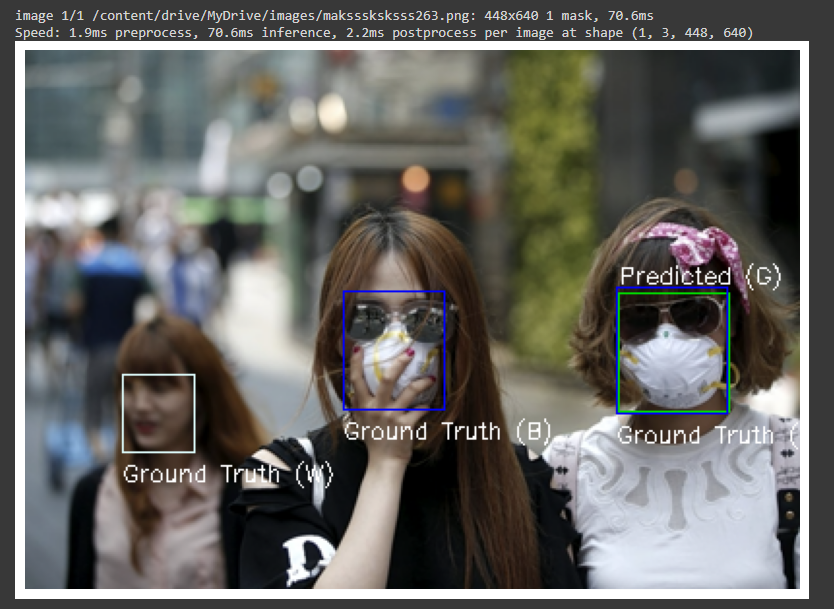 image 1/1 /content/drive/MyDrive/images/maksssksksss263.png: 448x640 1 mask, 70.6ms
Speed: 1.9ms preprocess, 70.6ms inference, 2.2ms postprocess per image at shape (1, 3, 448, 640)
Predicted (G)
Ground Truth (B)
Ground Truth (
Ground Truth (W)
D